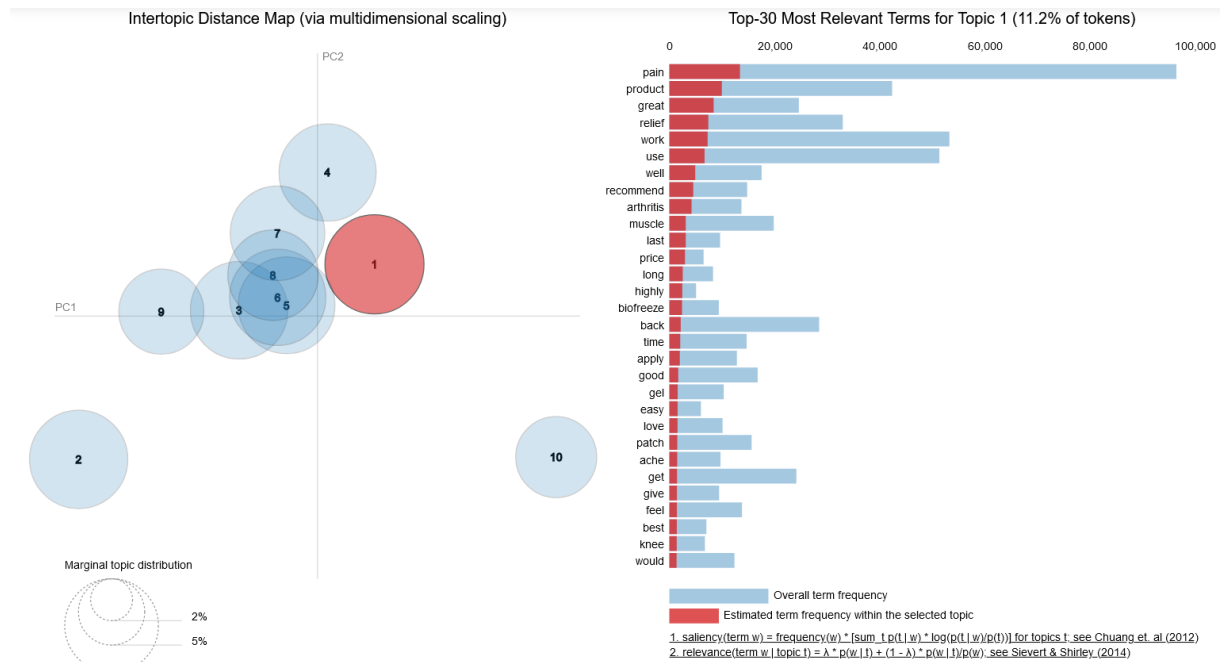 Intertopic Distance Map (via multidimensional scaling)
PC2
PC1
4
7
1
8
6
5
3
9
2
10
Marginal topic distribution
2%
5%
Top-30 Most Relevant Terms for Topic 1 (11.2% of tokens)
0 20,000 40,000 60,000 80,000 100,000
pain
product
great
relief
work
use
well
recommend
arthritis
muscle
last
price
long
highly
biofreeze
back
time
apply
good
gel
easy
love
patch
ache
get
give
feel
best
knee
would
Overall term frequency
Estimated term frequency within the selected topic
1. saliency(term w) = frequency(w) * [sum_t p(t | w) * log(p(t | w)/p(t))] for topics t; see Chuang et. al (2012)
2. relevance(term w | topic t) = λ * p(w | t) + (1 - λ) * p(w | t)/p(w); see Sievert & Shirley (2014)